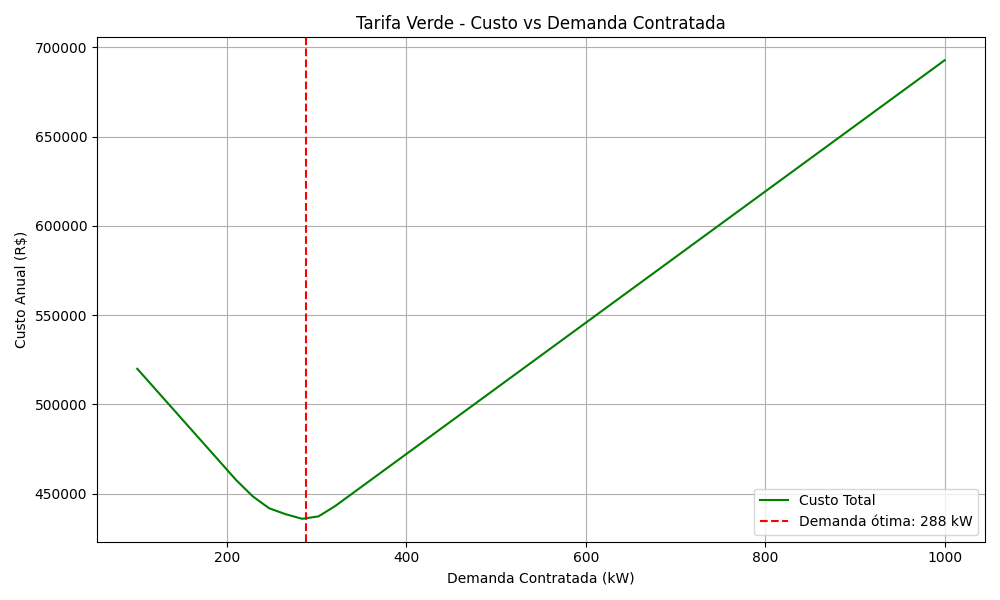 Tarifa Verde - Custo vs Demanda Contratada
700000
650000
600000
550000
500000
450000
Custo Anual (R$)
200
400
600
800
1000
Demanda Contratada (kW)
Custo Total
Demanda ótima: 288 kW